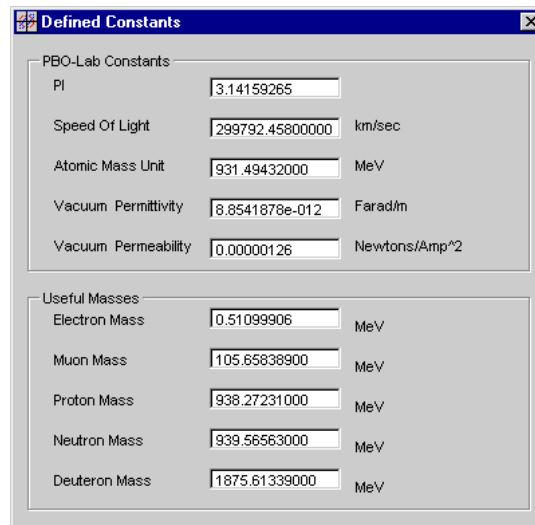 Defined Constants
PBO-Lab Constants
PI 3.14159265
Speed Of Light 299792.45800000 km/sec
Atomic Mass Unit 931.49432000 MeV
Vacuum Permittivity 8.8541878e-012 Farad/m
Vacuum Permeability 0.00000126 Newtons/Amp^2
Useful Masses
Electron Mass 0.51099906 MeV
Muon Mass 105.65838900 MeV
Proton Mass 938.27231000 MeV
Neutron Mass 939.56563000 MeV
Deuteron Mass 1875.61339000 MeV